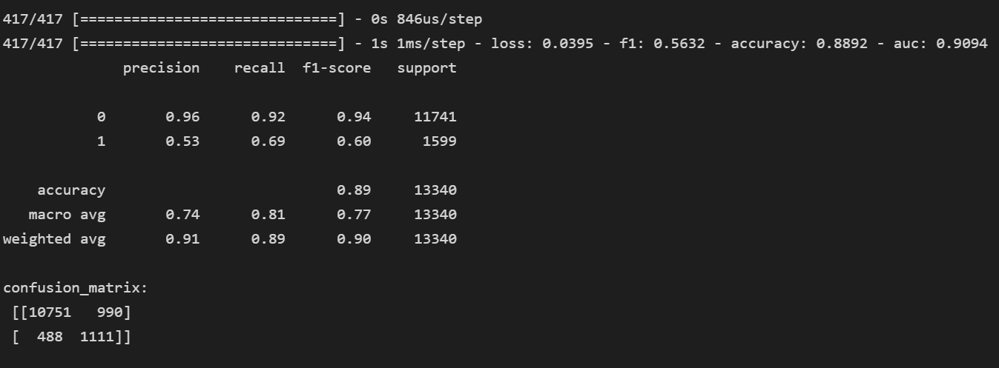 417/417 [==============================] - 0s 846us/step
417/417 [==============================] - 1s 1ms/step - loss: 0.0395 - f1: 0.5632 - accuracy: 0.8892 - auc: 0.9094
              precision    recall  f1-score   support

           0       0.96      0.92      0.94     11741
           1       0.53      0.69      0.60      1599

    accuracy                           0.89     13340
   macro avg       0.74      0.81      0.77     13340
weighted avg       0.91      0.89      0.90     13340

confusion_matrix:
 [[10751   990]
 [  488  1111]]